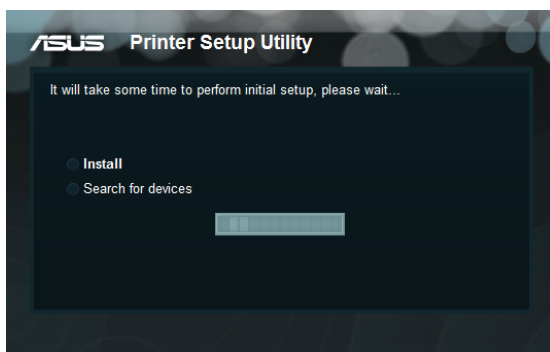 ASUS Printer Setup Utility
It will take some time to perform initial setup, please wait...
Install
Search for devices